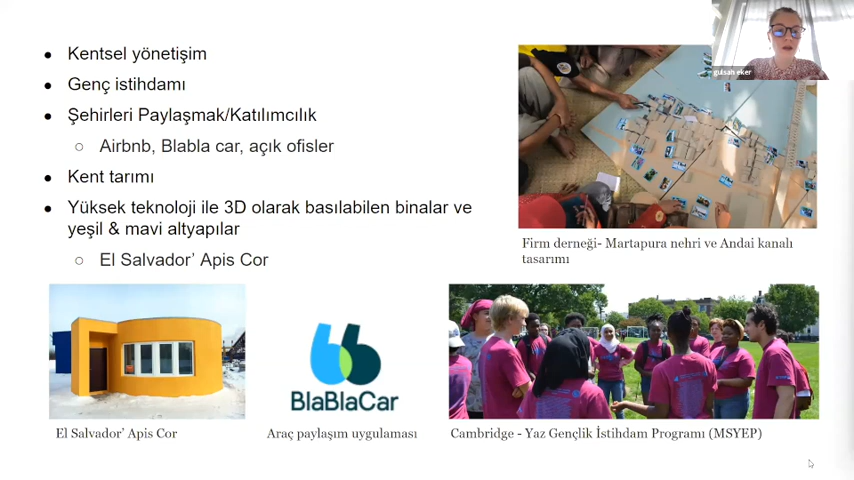 Kentsel yönetişim
Genç istihdamı
Şehirleri Paylaşmak/Katılımcılık
Airbnb, Blabla car, açık ofisler
Kent tarımı
Yüksek teknoloji ile 3D olarak basılabilen binalar ve
yeşil & mavi altyapılar
El Salvador’ Apis Cor
gulsah eker
Firm derneği- Martapura nehri ve Andai kanalı
tasarımı
BlaBlaCar
El Salvador’ Apis Cor
Araç paylaşım uygulaması
Cambridge - Yaz Gençlik İstihdam Programı (MSYEP)